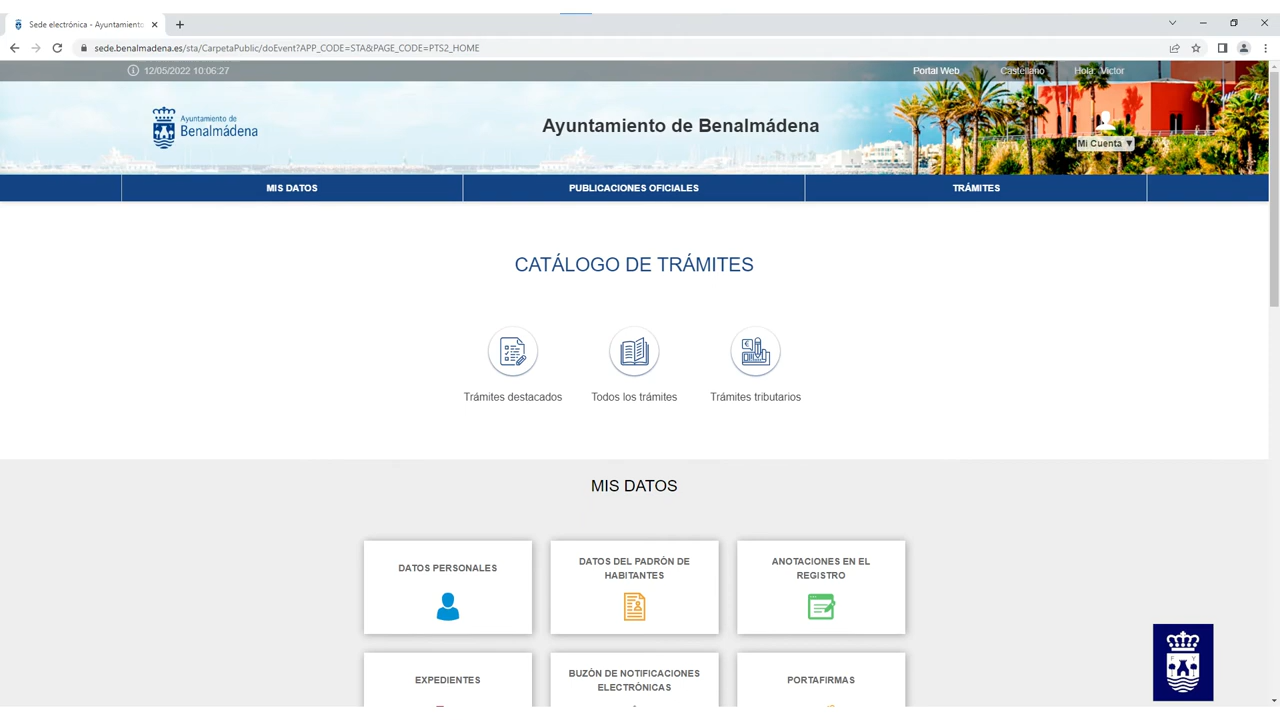 Sede electrónica - Ayuntamiento
sede.benalmadena.es/sta/CarpetaPublic/doEvent?APP_CODE=STA&PAGE_CODE=PTS2_HOME
12/05/2022 10:06:27
Portal Web
Castellano
Hola, Victor
Ayuntamiento de
Benalmádena
Ayuntamiento de Benalmádena
Mi Cuenta ▼
MIS DATOS
PUBLICACIONES OFICIALES
TRÁMITES
CATÁLOGO DE TRÁMITES
Trámites destacados
Todos los trámites
Trámites tributarios
MIS DATOS
DATOS PERSONALES
DATOS DEL PADRÓN DE
HABITANTES
ANOTACIONES EN EL
REGISTRO
EXPEDIENTES
BUZÓN DE NOTIFICACIONES
ELECTRÓNICAS
PORTAFIRMAS
F Y